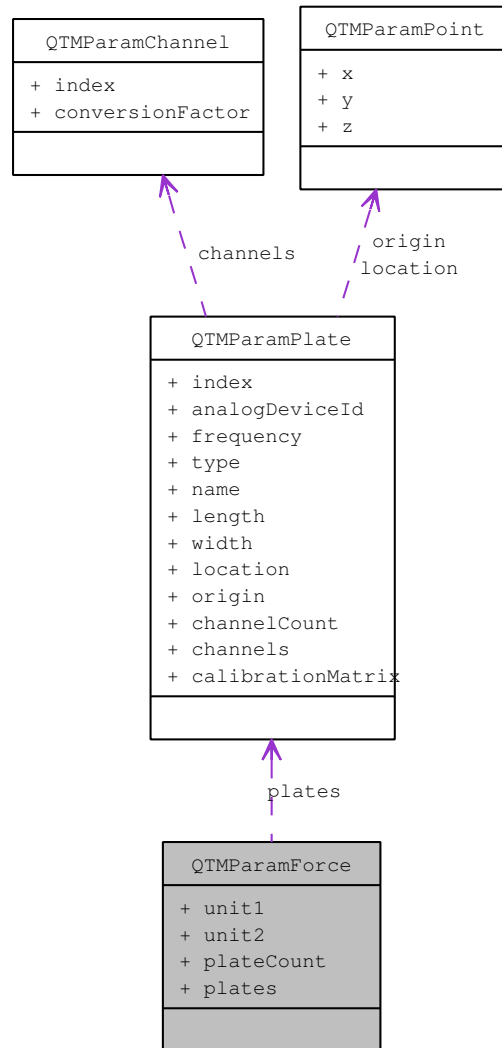 QTMParamChannel
+ index
+ conversionFactor
QTMParamPoint
+ x
+ y
+ z
channels
origin
location
QTMParamPlate
+ index
+ analogDeviceId
+ frequency
+ type
+ name
+ length
+ width
+ location
+ origin
+ channelCount
+ channels
+ calibrationMatrix
plates
QTMParamForce
+ unit1
+ unit2
+ plateCount
+ plates